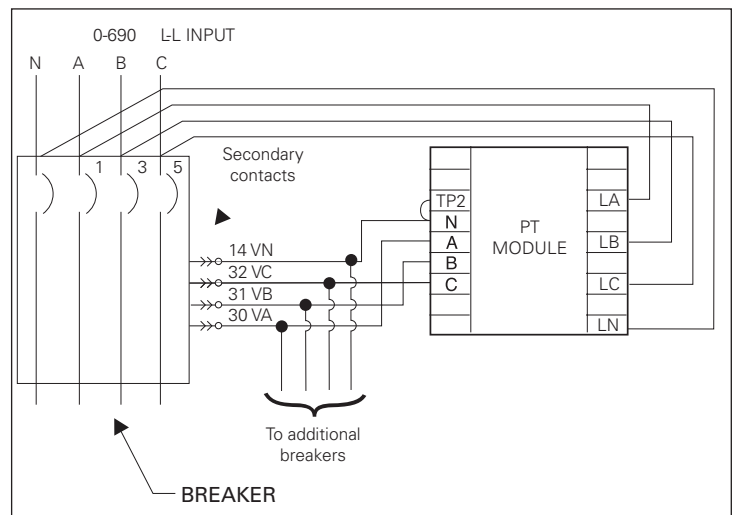 0-690 L-L INPUT
N A B C
1 3 5
Secondary
contacts
14 VN
32 VC
31 VB
30 VA
TP2
N
A
B
C
PT
MODULE
LA
LB
LC
LN
To additional
breakers
BREAKER